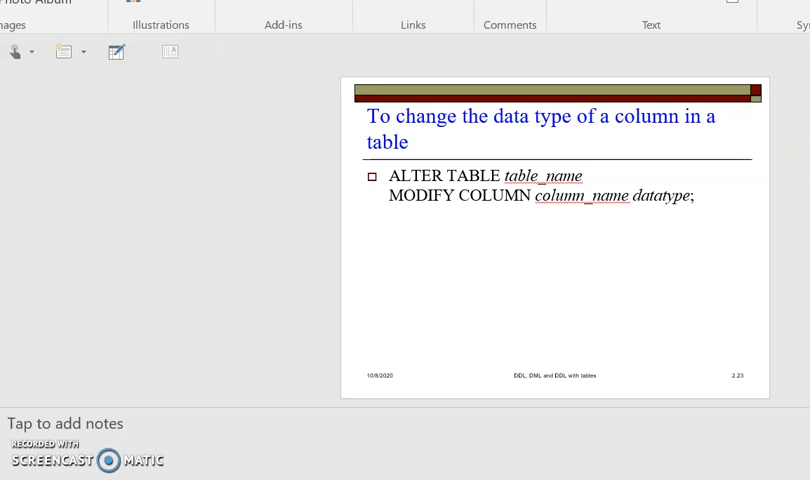 Photo Album
mages
Illustrations
Add-ins
Links
Comments
Text
Sy
To change the data type of a column in a
table
ALTER TABLE table_name
MODIFY COLUMN column_name datatype;
10/8/2020
DDL, DML and DDL with tables
2.23
Tap to add notes
RECORDED WITH
SCREENCAST MATIC